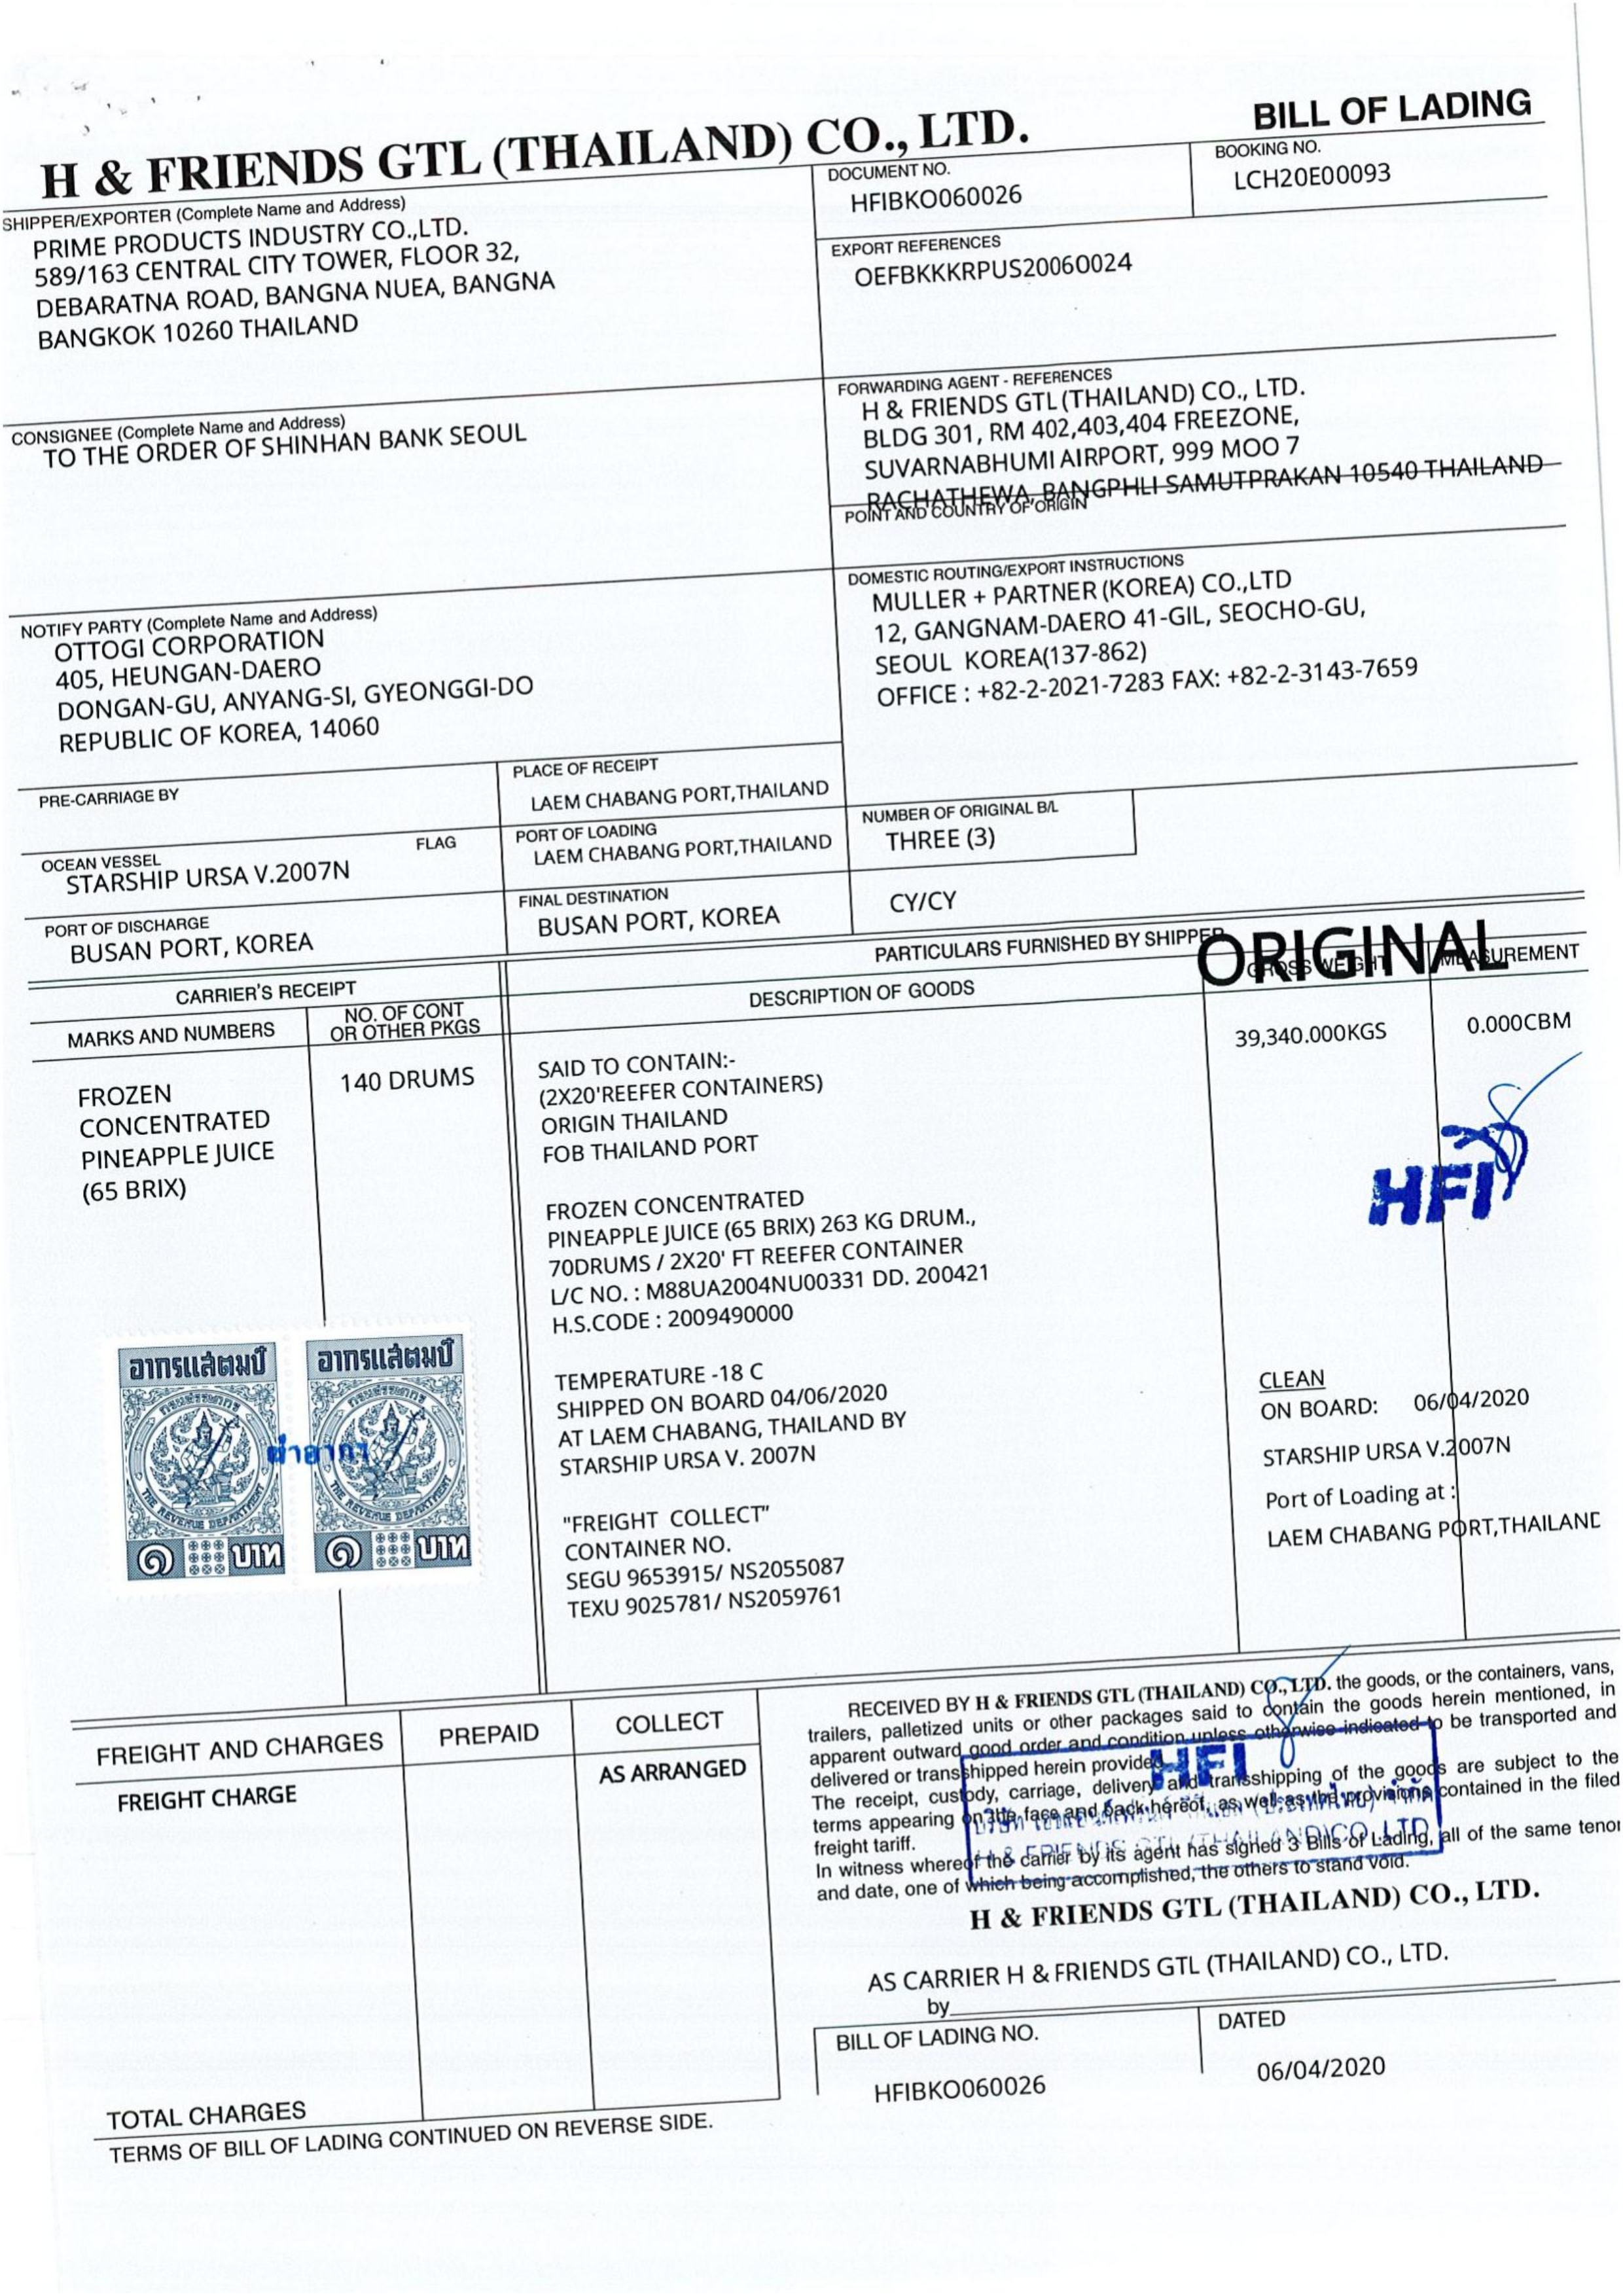 BILL OF LADING
H & FRIENDS GTL (THAILAND) CO., LTD.
DOCUMENT NO.
HFIBKO060026
BOOKING NO.
LCH20E00093
SHIPPER/EXPORTER (Complete Name and Address)
PRIME PRODUCTS INDUSTRY CO.,LTD.
589/163 CENTRAL CITY TOWER, FLOOR 32,
DEBARATNA ROAD, BANGNA NUEA, BANGNA
BANGKOK 10260 THAILAND
EXPORT REFERENCES
OEFBKKKRPUS20060024
CONSIGNEE (Complete Name and Address)
TO THE ORDER OF SHINHAN BANK SEOUL
FORWARDING AGENT - REFERENCES
H & FRIENDS GTL (THAILAND) CO., LTD.
BLDG 301, RM 402,403,404 FREEZONE,
SUVARNABHUMI AIRPORT, 999 MOO 7
RACHATHEWA, BANGPHLI SAMUTPRAKAN 10540 THAILAND
POINT AND COUNTRY OF ORIGIN
NOTIFY PARTY (Complete Name and Address)
OTTOGI CORPORATION
405, HEUNGAN-DAERO
DONGAN-GU, ANYANG-SI, GYEONGGI-DO
REPUBLIC OF KOREA, 14060
DOMESTIC ROUTING/EXPORT INSTRUCTIONS
MULLER + PARTNER (KOREA) CO.,LTD
12, GANGNAM-DAERO 41-GIL, SEOCHO-GU,
SEOUL KOREA(137-862)
OFFICE : +82-2-2021-7283 FAX: +82-2-3143-7659
PRE-CARRIAGE BY
PLACE OF RECEIPT
LAEM CHABANG PORT,THAILAND
OCEAN VESSEL FLAG
STARSHIP URSA V.2007N
PORT OF LOADING
LAEM CHABANG PORT,THAILAND
NUMBER OF ORIGINAL B/L
THREE (3)
PORT OF DISCHARGE
BUSAN PORT, KOREA
FINAL DESTINATION
BUSAN PORT, KOREA
CY/CY
CARRIER'S RECEIPT
PARTICULARS FURNISHED BY SHIPPER
ORIGINAL
MARKS AND NUMBERS
NO. OF CONT
OR OTHER PKGS
DESCRIPTION OF GOODS
GROSS WEIGHT
MEASUREMENT
FROZEN
CONCENTRATED
PINEAPPLE JUICE
(65 BRIX)
140 DRUMS
SAID TO CONTAIN:-
(2X20'REEFER CONTAINERS)
ORIGIN THAILAND
FOB THAILAND PORT
FROZEN CONCENTRATED
PINEAPPLE JUICE (65 BRIX) 263 KG DRUM.,
70DRUMS / 2X20' FT REEFER CONTAINER
L/C NO. : M88UA2004NU00331 DD. 200421
H.S.CODE : 2009490000
TEMPERATURE -18 C
SHIPPED ON BOARD 04/06/2020
AT LAEM CHABANG, THAILAND BY
STARSHIP URSA V. 2007N
"FREIGHT COLLECT"
CONTAINER NO.
SEGU 9653915/ NS2055087
TEXU 9025781/ NS2059761
39,340.000KGS
0.000CBM
HFI
CLEAN
ON BOARD: 06/04/2020
STARSHIP URSA V.2007N
Port of Loading at :
LAEM CHABANG PORT,THAILAND
อากรแสตมป์
THE REVENUE DEPARTMENT
๑ บาท
อากรแสตมป์
THE REVENUE DEPARTMENT
๑ บาท
ฆ่าอากร
FREIGHT AND CHARGES
PREPAID
COLLECT
FREIGHT CHARGE
AS ARRANGED
TOTAL CHARGES
TERMS OF BILL OF LADING CONTINUED ON REVERSE SIDE.
RECEIVED BY H & FRIENDS GTL (THAILAND) CO., LTD. the goods, or the containers, vans,
trailers, palletized units or other packages said to contain the goods herein mentioned, in
apparent outward good order and condition unless otherwise indicated to be transported and
delivered or transshipped herein provided
The receipt, custody, carriage, delivery and transshipping of the goods are subject to the
terms appearing on the face and back hereof, as well as the provisions contained in the filed
freight tariff.
In witness whereof the carrier by its agent has signed 3 Bills of Lading, all of the same tenor
and date, one of which being accomplished, the others to stand void.
HFI
H & FRIENDS GTL (THAILAND) CO.,LTD
H & FRIENDS GTL (THAILAND) CO., LTD.
AS CARRIER H & FRIENDS GTL (THAILAND) CO., LTD.
by
BILL OF LADING NO.
HFIBKO060026
DATED
06/04/2020